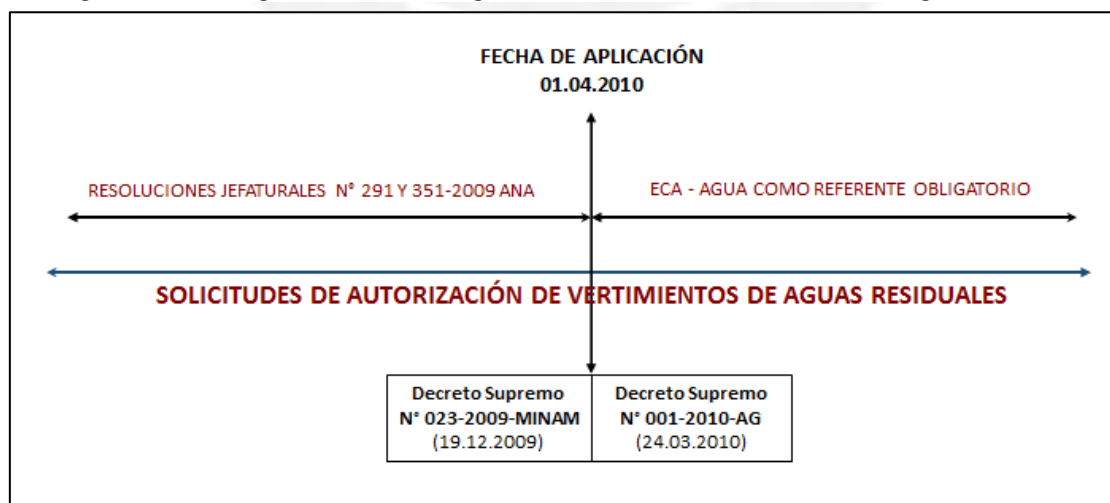 FECHA DE APLICACIÓN
01.04.2010
RESOLUCIONES JEFATURALES N° 291 Y 351-2009 ANA
ECA - AGUA COMO REFERENTE OBLIGATORIO
SOLICITUDES DE AUTORIZACIÓN DE VERTIMIENTOS DE AGUAS RESIDUALES
Decreto Supremo
N° 023-2009-MINAM
(19.12.2009)
Decreto Supremo
N° 001-2010-AG
(24.03.2010)